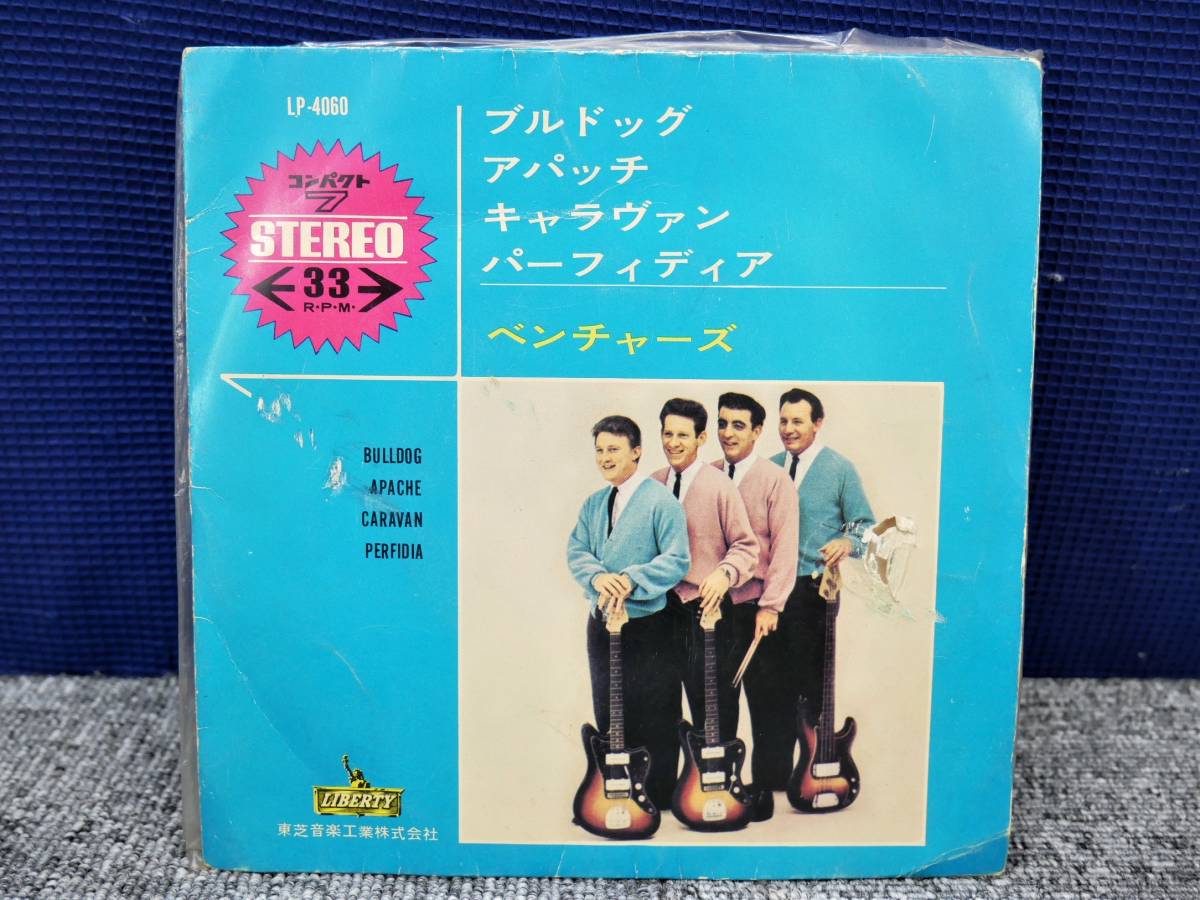 LP-4060
コンパクト
7
STEREO
33
R·P·M·
ブルドッグ
アパッチ
キャラヴァン
パーフィディア
ベンチャーズ
BULLDOG
APACHE
CARAVAN
PERFIDIA
LIBERTY
東芝音楽工業株式会社